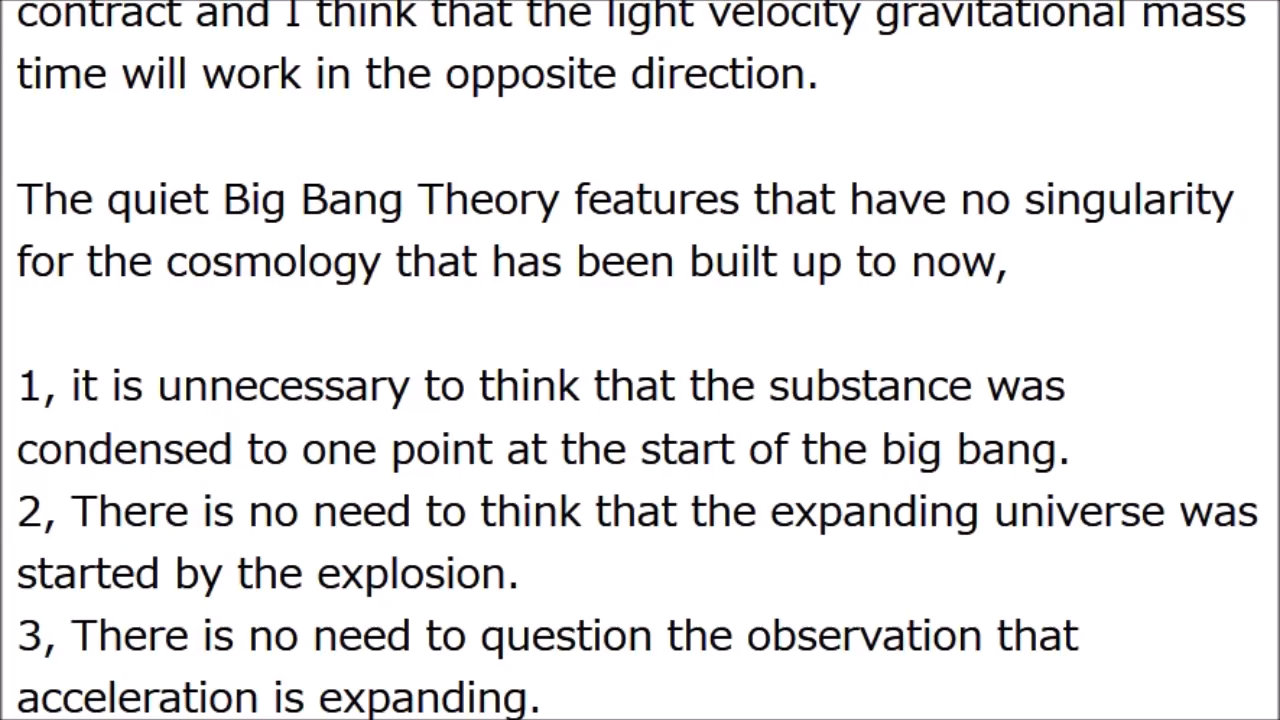 contract and I think that the light velocity gravitational mass
time will work in the opposite direction.
The quiet Big Bang Theory features that have no singularity
for the cosmology that has been built up to now,
1, it is unnecessary to think that the substance was
condensed to one point at the start of the big bang.
2, There is no need to think that the expanding universe was
started by the explosion.
3, There is no need to question the observation that
acceleration is expanding.